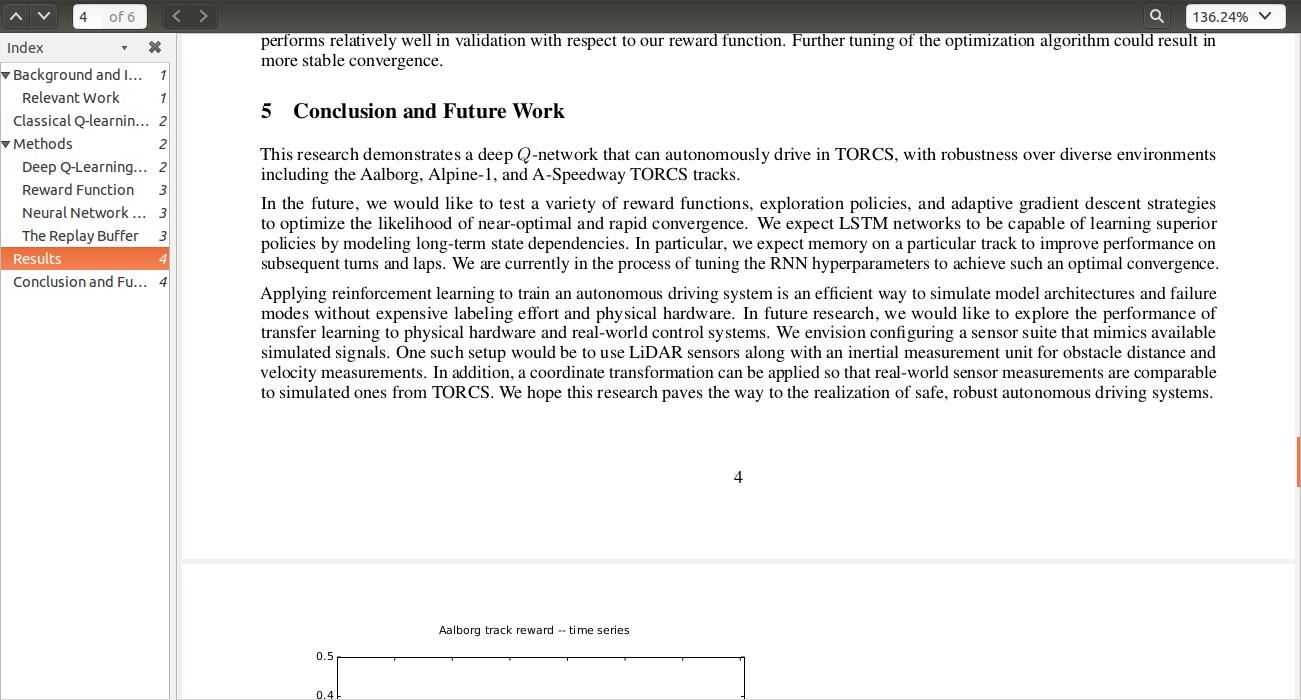 4 of 6
136.24%
Index
Background and I... 1
Relevant Work 1
Classical Q-learnin... 2
Methods 2
Deep Q-Learning... 2
Reward Function 3
Neural Network ... 3
The Replay Buffer 3
Results 4
Conclusion and Fu... 4
performs relatively well in validation with respect to our reward function. Further tuning of the optimization algorithm could result in
more stable convergence.
5 Conclusion and Future Work
This research demonstrates a deep Q-network that can autonomously drive in TORCS, with robustness over diverse environments
including the Aalborg, Alpine-1, and A-Speedway TORCS tracks.
In the future, we would like to test a variety of reward functions, exploration policies, and adaptive gradient descent strategies
to optimize the likelihood of near-optimal and rapid convergence. We expect LSTM networks to be capable of learning superior
policies by modeling long-term state dependencies. In particular, we expect memory on a particular track to improve performance on
subsequent turns and laps. We are currently in the process of tuning the RNN hyperparameters to achieve such an optimal convergence.
Applying reinforcement learning to train an autonomous driving system is an efficient way to simulate model architectures and failure
modes without expensive labeling effort and physical hardware. In future research, we would like to explore the performance of
transfer learning to physical hardware and real-world control systems. We envision configuring a sensor suite that mimics available
simulated signals. One such setup would be to use LiDAR sensors along with an inertial measurement unit for obstacle distance and
velocity measurements. In addition, a coordinate transformation can be applied so that real-world sensor measurements are comparable
to simulated ones from TORCS. We hope this research paves the way to the realization of safe, robust autonomous driving systems.
4
Aalborg track reward -- time series
0.5
0.4